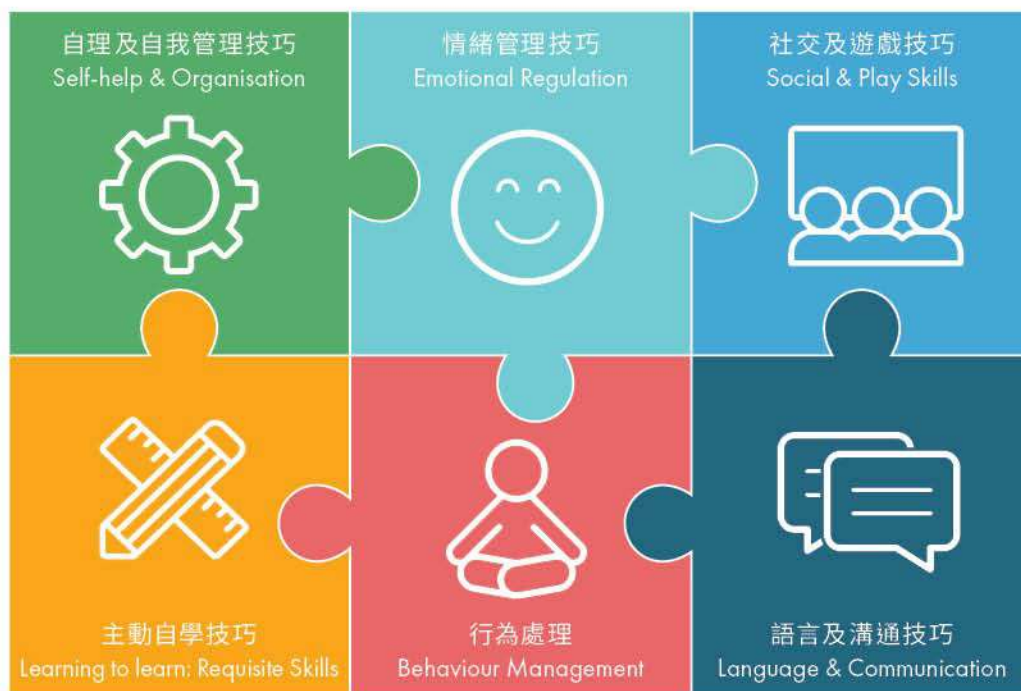 自理及自我管理技巧
Self-help & Organisation
情緒管理技巧
Emotional Regulation
社交及遊戲技巧
Social & Play Skills
主動自學技巧
Learning to learn: Requisite Skills
行為處理
Behaviour Management
語言及溝通技巧
Language & Communication